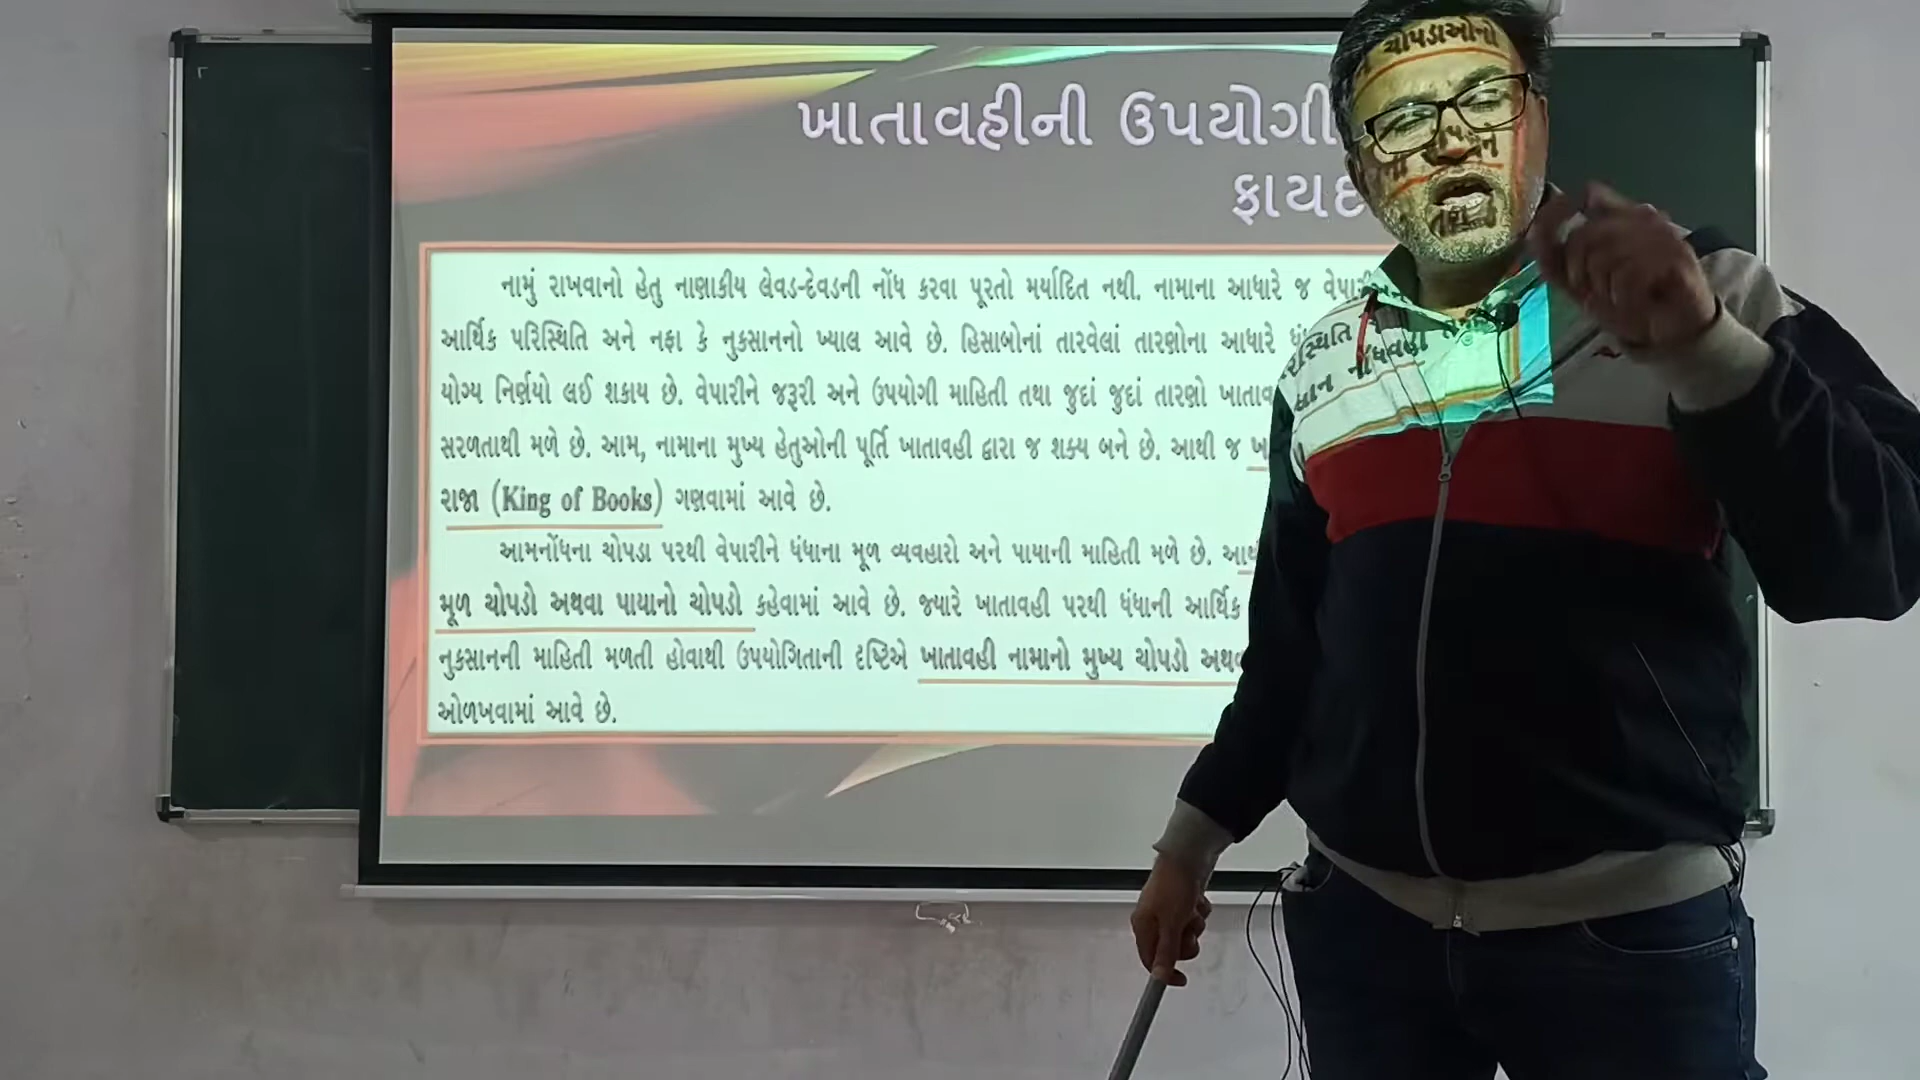 ખાતાવહીની ઉપયોગી
ફાયદ
નામું રાખવાનો હેતુ નાણાકીય લેવડ-દેવડની નોંધ કરવા પૂરતો મર્યાદિત નથી. નામાના આધારે જ
આર્થિક પરિસ્થિતિ અને નફા કે નુકસાનનો ખ્યાલ આવે છે. હિસાબોનાં તારવેલાં તારણોના આધારે
યોગ્ય નિર્ણયો લઈ શકાય છે. વેપારીને જરૂરી અને ઉપયોગી માહિતી તથા જુદાં જુદાં તારણો ખાતાવ
સરળતાથી મળે છે. આમ, નામાના મુખ્ય હેતુઓની પૂર્તિ ખાતાવહી દ્વારા જ શક્ય બને છે. આથી જ
રાજા (King of Books) ગણવામાં આવે છે.
આમનોંધના ચોપડા પરથી વેપારીને ધંધાના મૂળ વ્યવહારો અને પાયાની માહિતી મળે છે.
મૂળ ચોપડો અથવા પાયાનો ચોપડો કહેવામાં આવે છે. જ્યારે ખાતાવહી પરથી ધંધાની આર્થિક
નુકસાનની માહિતી મળતી હોવાથી ઉપયોગિતાની દૃષ્ટિએ ખાતાવહી નામાનો મુખ્ય ચોપડો અથવ
ઓળખવામાં આવે છે.